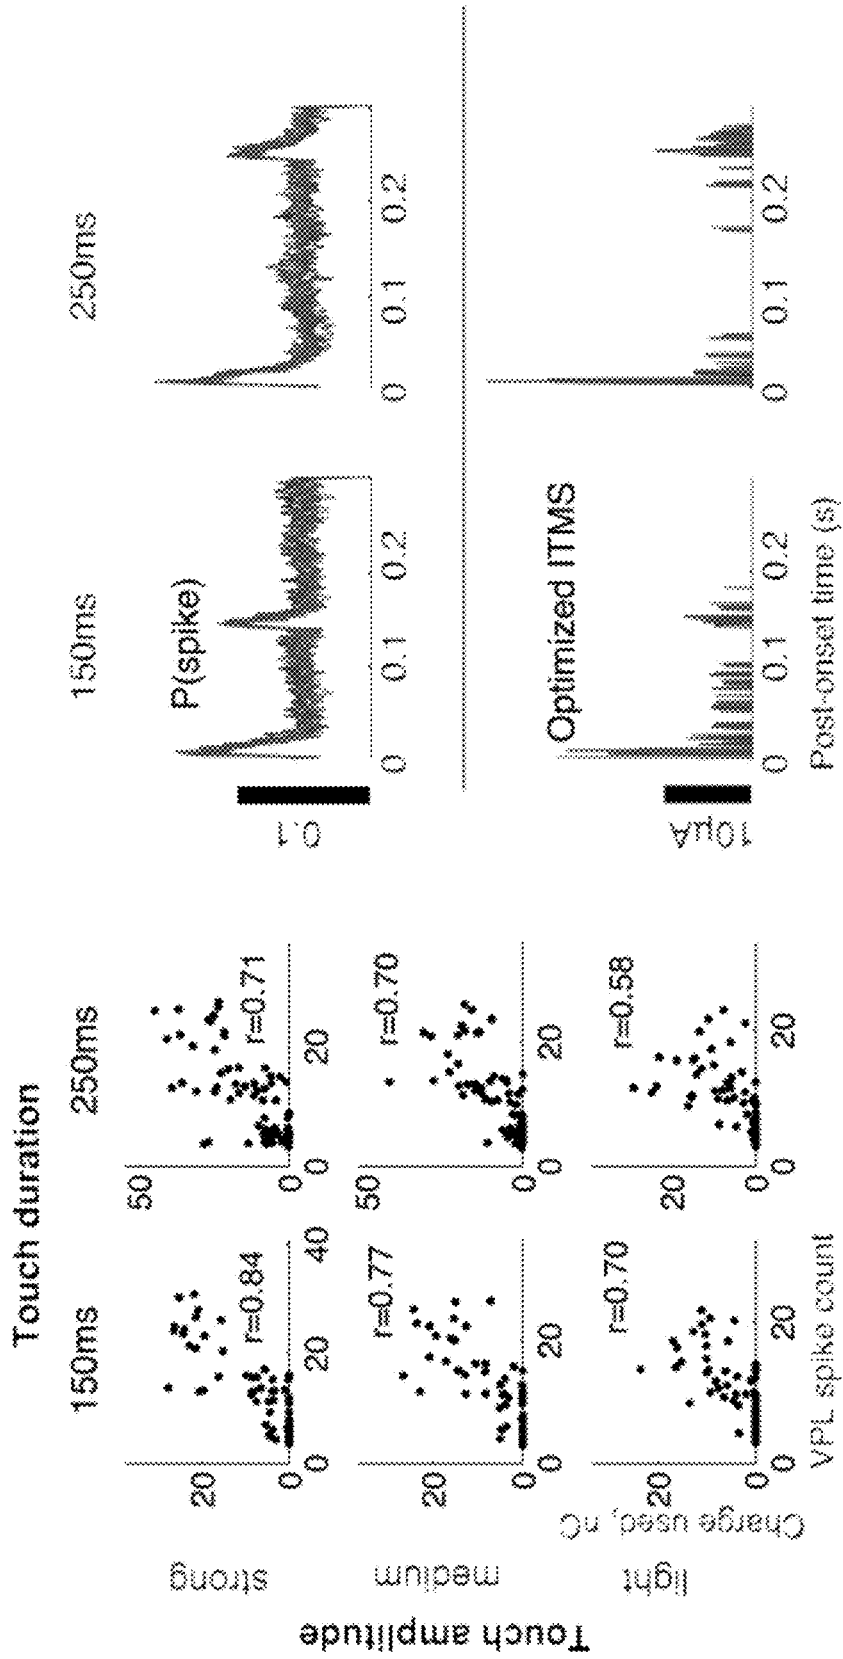 Touch duration
150ms
250ms
Touch amplitude
strong
20
0
0
20
40
r=0.84
50
0
0
20
r=0.71
medium
20
0
0
20
r=0.77
50
0
0
20
r=0.70
light
Charge used, nC
20
0
0
20
r=0.70
20
0
0
20
r=0.58
VPL spike count
150ms
250ms
0.1
P(spike)
0
0.1
0.2
0
0.1
0.2
10µA
Optimized ITMS
0
0.1
0.2
0
0.1
0.2
Post-onset time (s)